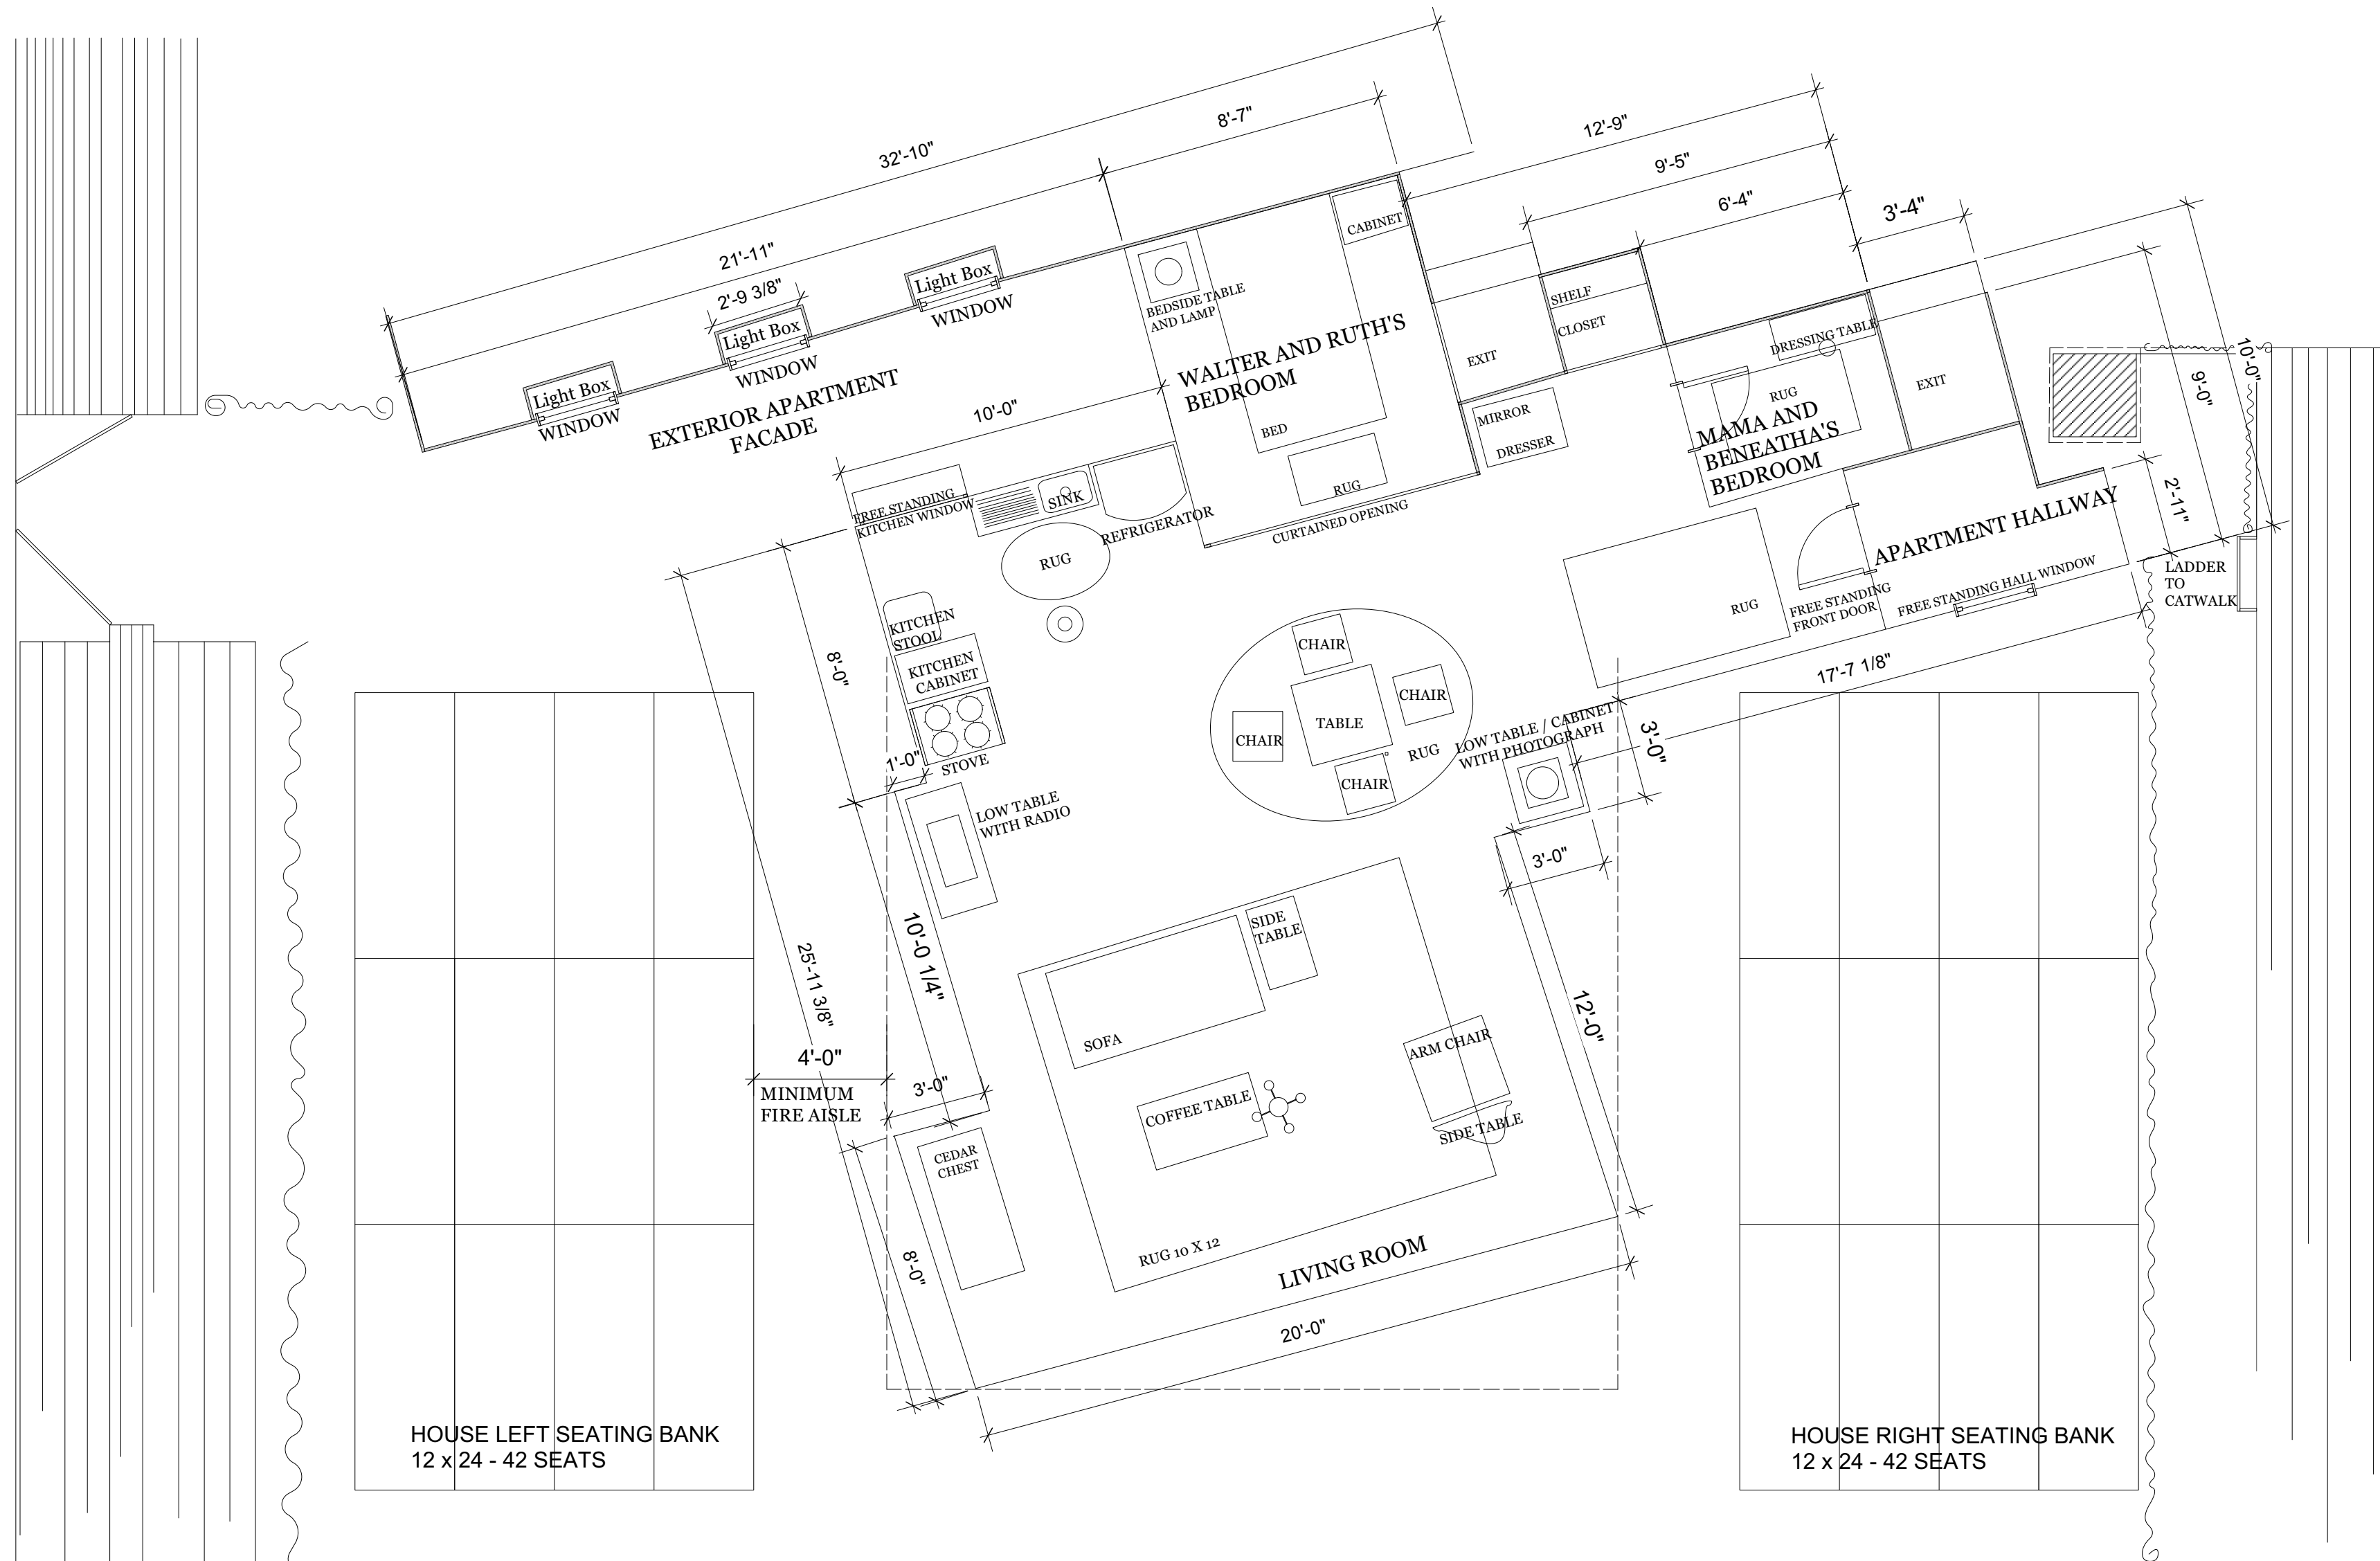 32'-10"
8'-7"
12'-9"
9'-5"
6'-4"
3'-4"
21'-11"
2'-9 3/8"
Light Box
WINDOW
Light Box
WINDOW
Light Box
WINDOW
EXTERIOR APARTMENT
FACADE
10'-0"
CABINET
BEDSIDE TABLE
AND LAMP
WALTER AND RUTH'S
BEDROOM
BED
RUG
CURTAINED OPENING
EXIT
SHELF
CLOSET
MIRROR
DRESSER
DRESSING TABLE
RUG
MAMA AND
BENEATHA'S
BEDROOM
EXIT
10'-0"
9'-0"
2'-11"
APARTMENT HALLWAY
LADDER
TO
CATWALK
FREE STANDING HALL WINDOW
FREE STANDING
FRONT DOOR
RUG
17'-7 1/8"
FREE STANDING
KITCHEN WINDOW
SINK
REFRIGERATOR
RUG
KITCHEN
STOOL
KITCHEN
CABINET
STOVE
8'-0"
1'-0"
LOW TABLE
WITH RADIO
CHAIR
CHAIR
TABLE
CHAIR
CHAIR
RUG
LOW TABLE / CABINET
WITH PHOTOGRAPH
3'-0"
3'-0"
12'-0"
10'-0 1/4"
25'-11 3/8"
4'-0"
MINIMUM
FIRE AISLE
3'-0"
SIDE
TABLE
SOFA
ARM CHAIR
COFFEE TABLE
SIDE TABLE
CEDAR
CHEST
8'-0"
RUG 10 X 12
LIVING ROOM
20'-0"
HOUSE LEFT SEATING BANK
12 x 24 - 42 SEATS
HOUSE RIGHT SEATING BANK
12 x 24 - 42 SEATS